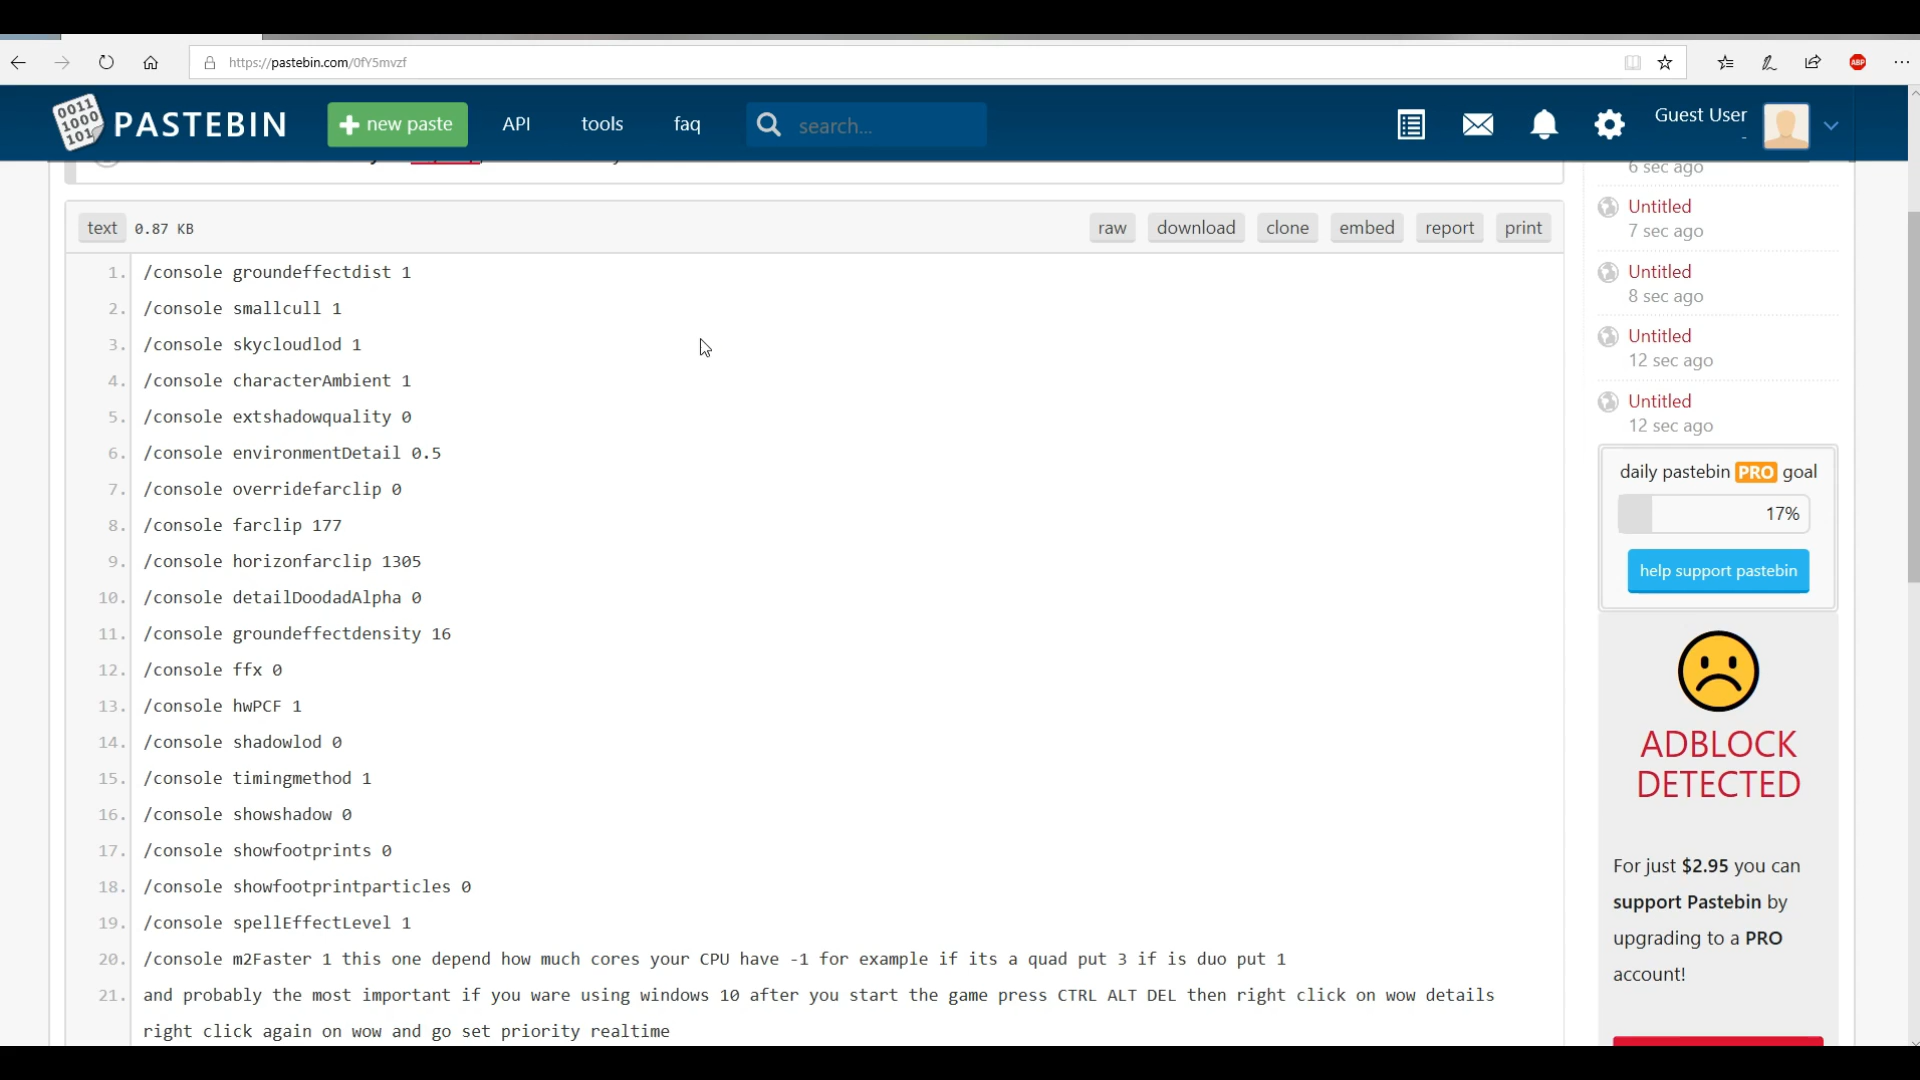 https://pastebin.com/0fY5mvzf
ABP
0011
1000
101
PASTEBIN
new paste
API
tools
faq
search...
Guest User
-
6 sec ago
Untitled
7 sec ago
Untitled
8 sec ago
Untitled
12 sec ago
Untitled
12 sec ago
text 0.87 KB
raw download clone embed report print
1. /console groundeffectdist 1
2. /console smallcull 1
3. /console skycloudlod 1
4. /console characterAmbient 1
5. /console extshadowquality 0
6. /console environmentDetail 0.5
7. /console overridefarclip 0
8. /console farclip 177
9. /console horizonfarclip 1305
10. /console detailDoodadAlpha 0
11. /console groundeffectdensity 16
12. /console ffx 0
13. /console hwPCF 1
14. /console shadowlod 0
15. /console timingmethod 1
16. /console showshadow 0
17. /console showfootprints 0
18. /console showfootprintparticles 0
19. /console spellEffectLevel 1
20. /console m2Faster 1 this one depend how much cores your CPU have -1 for example if its a quad put 3 if is duo put 1
21. and probably the most important if you ware using windows 10 after you start the game press CTRL ALT DEL then right click on wow details
right click again on wow and go set priority realtime
daily pastebin PRO goal
17%
help support pastebin
ADBLOCK
DETECTED
For just $2.95 you can
support Pastebin by
upgrading to a PRO
account!